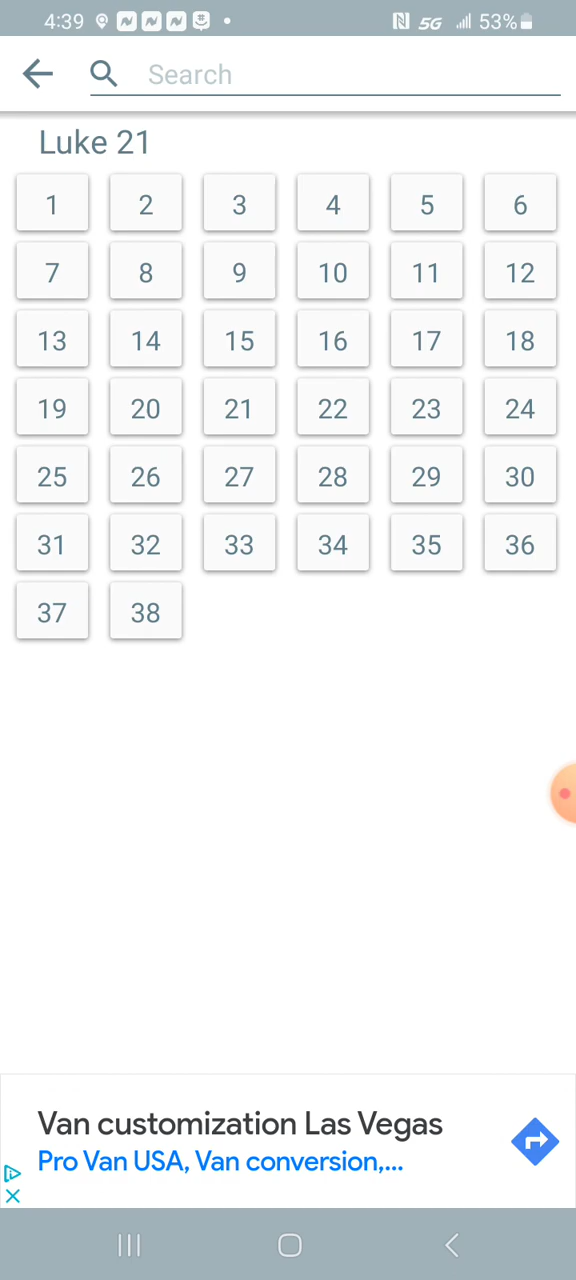 4:39 5G 53%
Search
Luke 21
1 2 3 4 5 6
7 8 9 10 11 12
13 14 15 16 17 18
19 20 21 22 23 24
25 26 27 28 29 30
31 32 33 34 35 36
37 38
Van customization Las Vegas
Pro Van USA, Van conversion,...